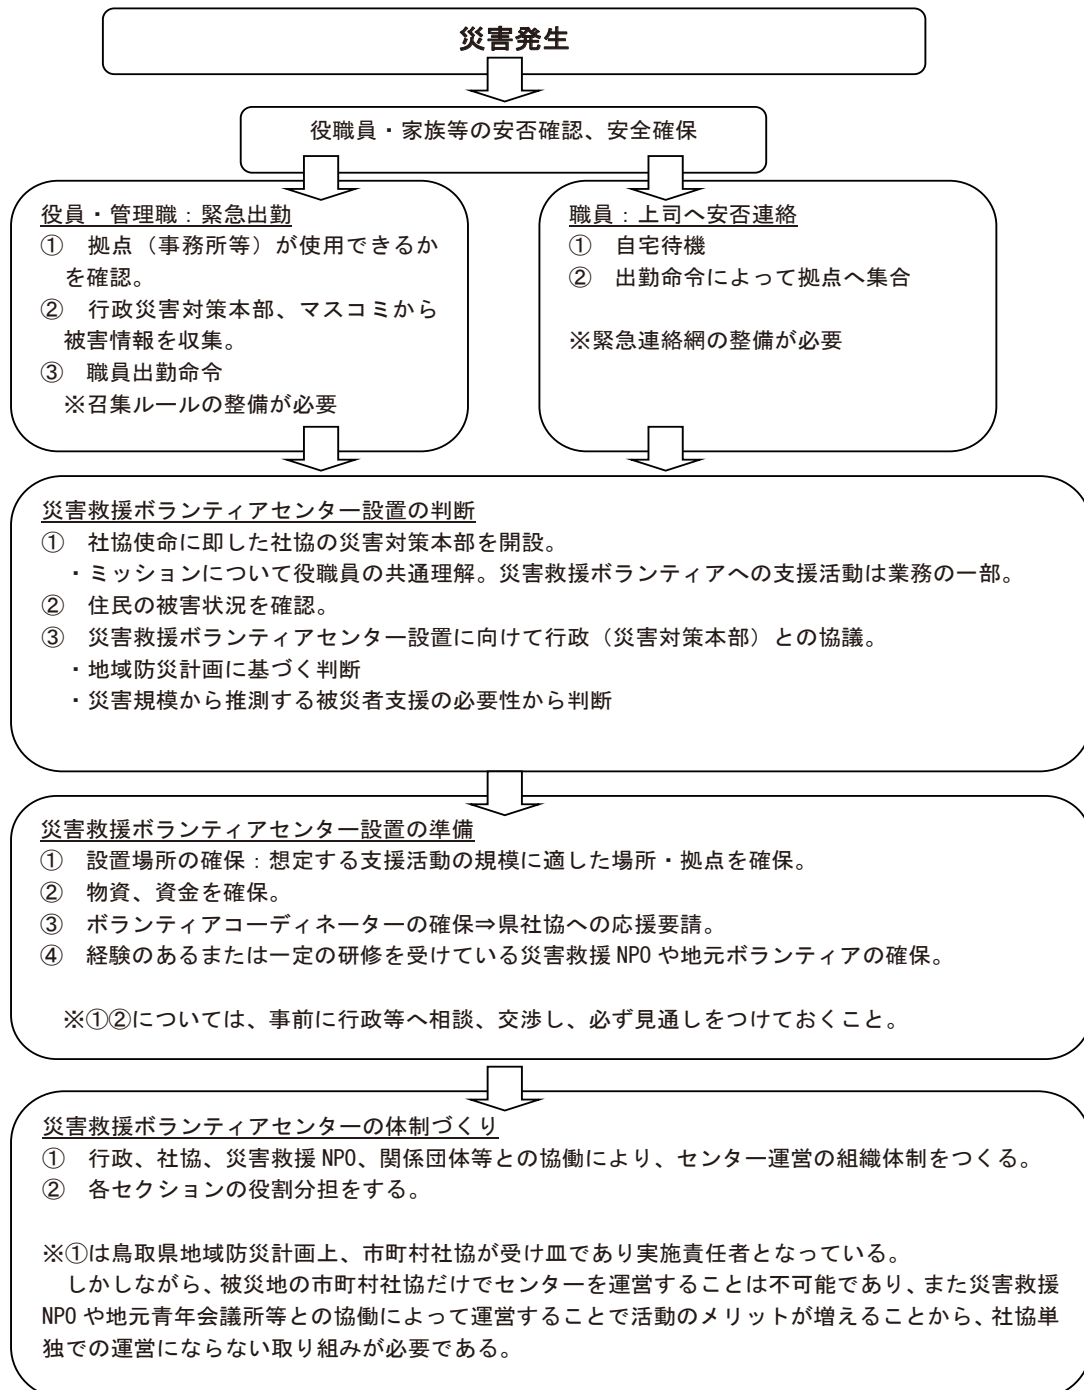 災害発生
役職員・家族等の安否確認、安全確保
役員・管理職：緊急出勤
① 拠点（事務所等）が使用できるか
を確認。
② 行政災害対策本部、マスコミから
被害情報を収集。
③ 職員出勤命令
※召集ルールの整備が必要
職員：上司へ安否連絡
① 自宅待機
② 出勤命令によって拠点へ集合
※緊急連絡網の整備が必要
災害救援ボランティアセンター設置の判断
① 社協使命に即した社協の災害対策本部を開設。
・ミッションについて役職員の共通理解。災害救援ボランティアへの支援活動は業務の一部。
② 住民の被害状況を確認。
③ 災害救援ボランティアセンター設置に向けて行政（災害対策本部）との協議。
・地域防災計画に基づく判断
・災害規模から推測する被災者支援の必要性から判断
災害救援ボランティアセンター設置の準備
① 設置場所の確保：想定する支援活動の規模に適した場所・拠点を確保。
② 物資、資金を確保。
③ ボランティアコーディネーターの確保⇒県社協への応援要請。
④ 経験のあるまたは一定の研修を受けている災害救援 NPO や地元ボランティアの確保。
※①②については、事前に行政等へ相談、交渉し、必ず見通しをつけておくこと。
災害救援ボランティアセンターの体制づくり
① 行政、社協、災害救援 NPO、関係団体等との協働により、センター運営の組織体制をつくる。
② 各セクションの役割分担をする。
※①は鳥取県地域防災計画上、市町村社協が受け皿であり実施責任者となっている。
しかしながら、被災地の市町村社協だけでセンターを運営することは不可能であり、また災害救援
NPO や地元青年会議所等との協働によって運営することで活動のメリットが増えることから、社協単
独での運営にならない取り組みが必要である。